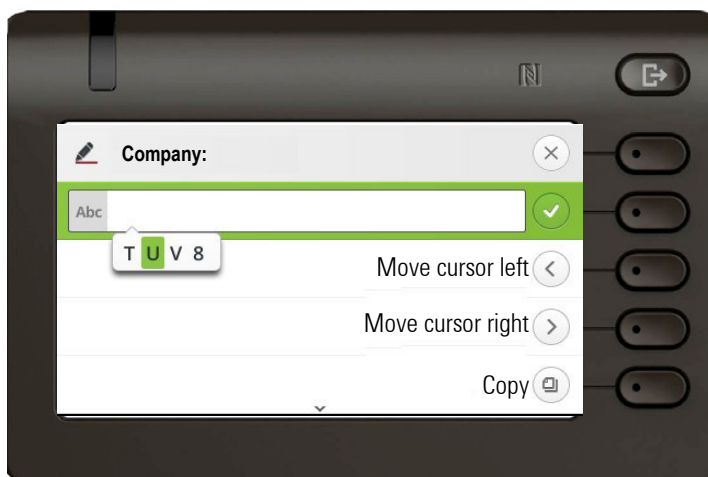 Company:
Abc
T U V 8
Move cursor left
Move cursor right
Copy